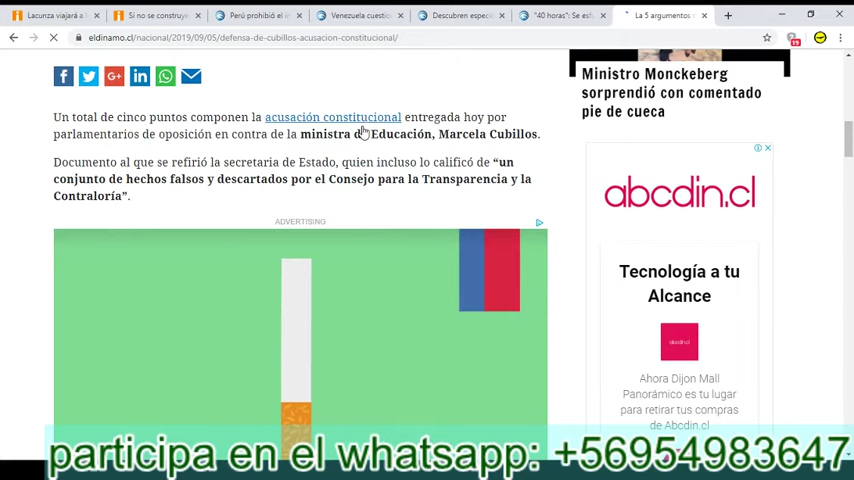 Lacunza viajará a
Si no se construye
Perú prohibió el in
Venezuela cuestio
Descubren especi
"40 horas": Se est
La 5 argumentos
eldinamo.cl/nacional/2019/09/05/defensa-de-cubillos-acusacion-constitucional/
Un total de cinco puntos componen la acusación constitucional entregada hoy por
parlamentarios de oposición en contra de la ministra de Educación, Marcela Cubillos.
Documento al que se refirió la secretaria de Estado, quien incluso lo calificó de “un
conjunto de hechos falsos y descartados por el Consejo para la Transparencia y la
Contraloría”.
ADVERTISING
Ministro Monckeberg
sorprendió con comentado
pie de cueca
abcdin.cl
Tecnología a tu
Alcance
abcdin.cl
Ahora Dijon Mall
Panorámico es tu lugar
para retirar tus compras
de Abcdin.cl
participa en el whatsapp: +56954983647